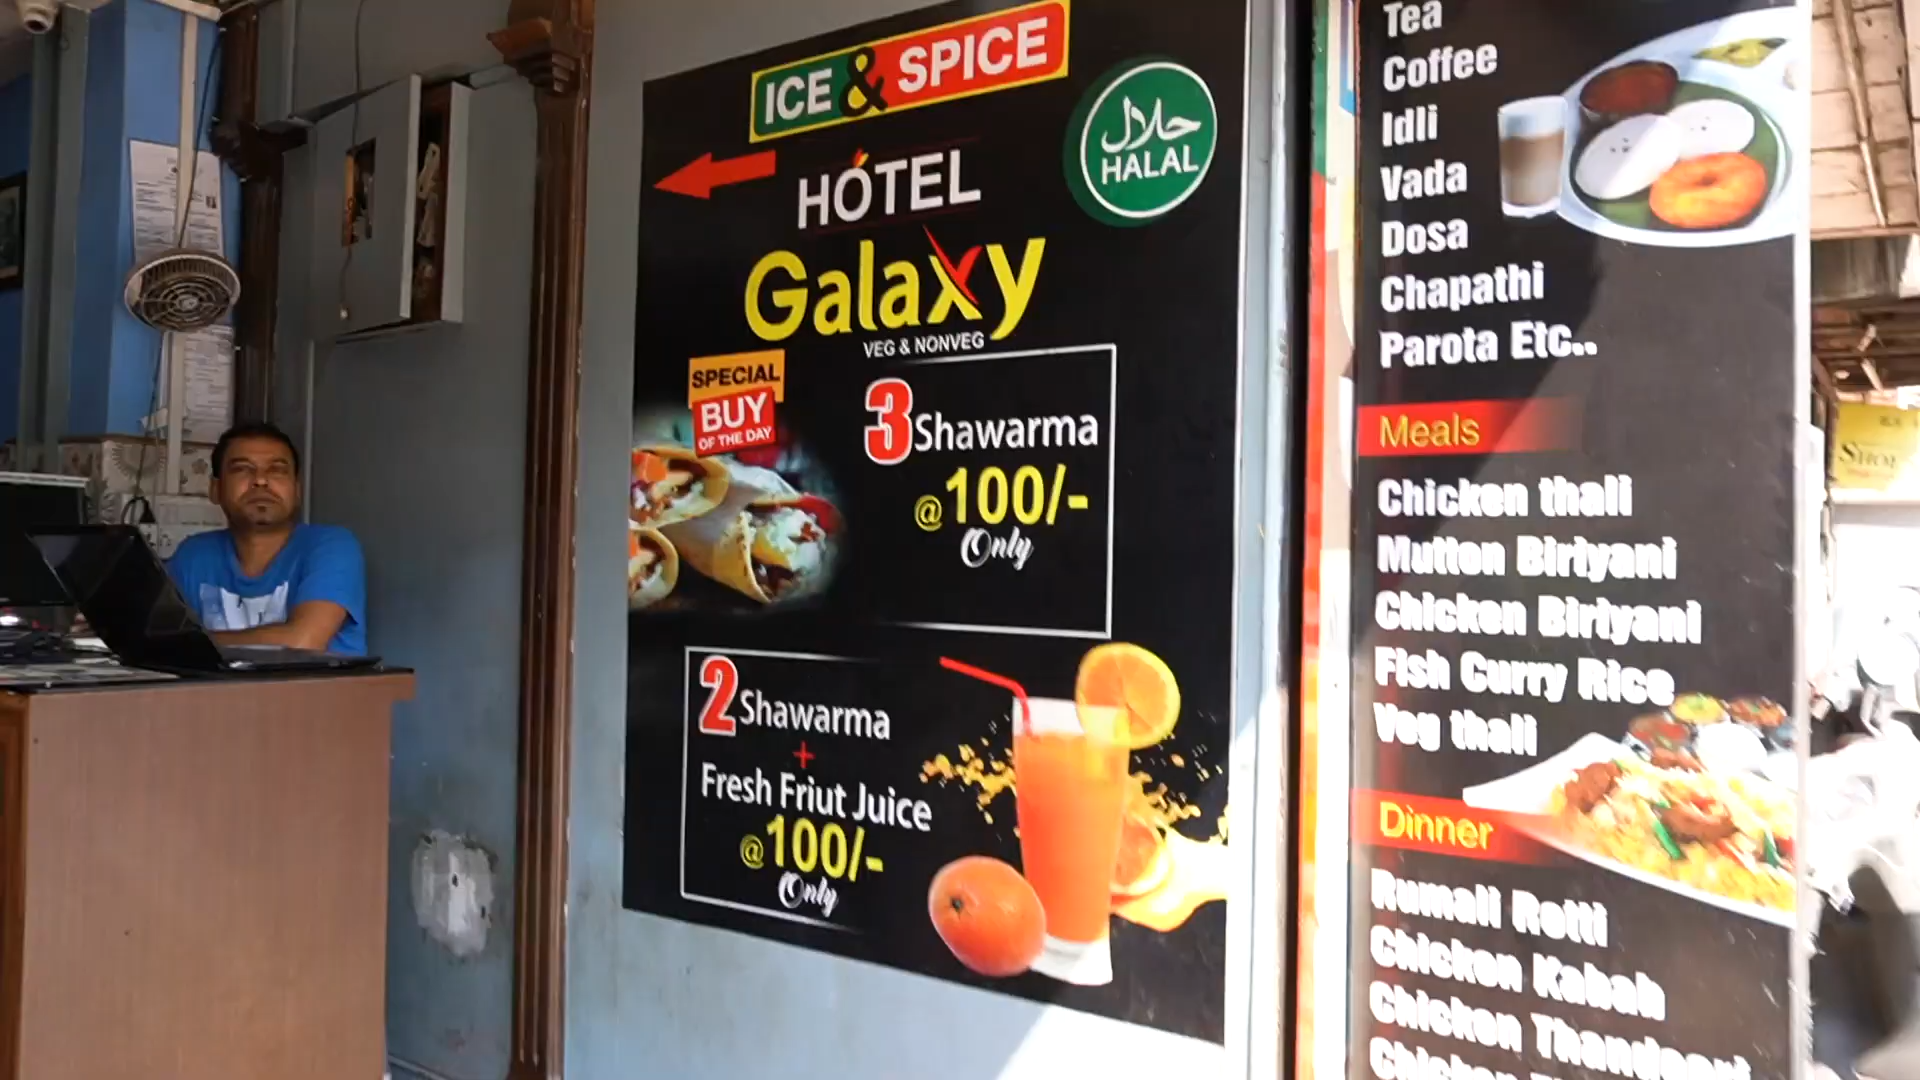 ICE & SPICE
HOTEL
Galaxy
VEG & NONVEG
حلال
HALAL
SPECIAL
BUY
OF THE DAY
3 Shawarma
@ 100/-
Only
2 Shawarma
+
Fresh Friut Juice
@ 100/-
Only
Tea
Coffee
Idli
Vada
Dosa
Chapathi
Parota Etc..
Meals
Chicken thali
Mutton Biriyani
Chicken Biriyani
Fish Curry Rice
Veg thali
Dinner
Rumali Rotti
Chicken Kabab
Chicken Thandoori
Chicken